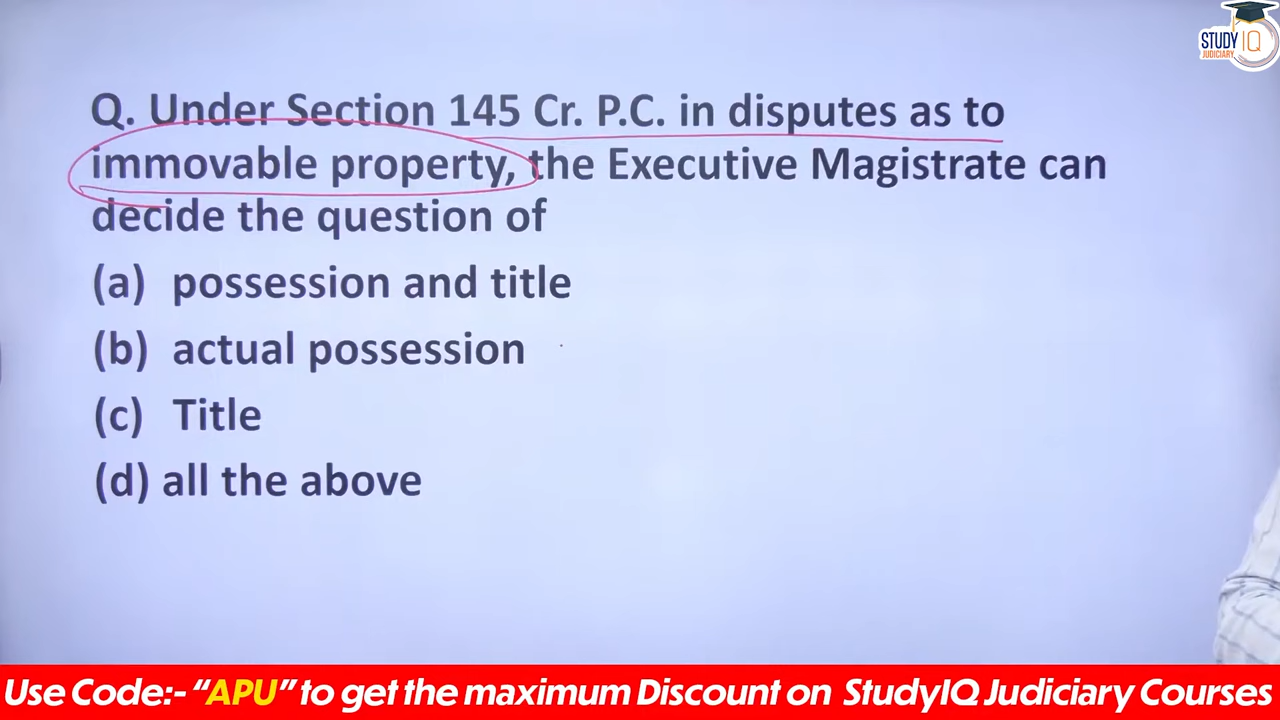 STUDY IQ
JUDICIARY
Q. Under Section 145 Cr. P.C. in disputes as to
immovable property, the Executive Magistrate can
decide the question of
(a) possession and title
(b) actual possession
(c) Title
(d) all the above
Use Code:- “APU” to get the maximum Discount on StudyIQ Judiciary Courses